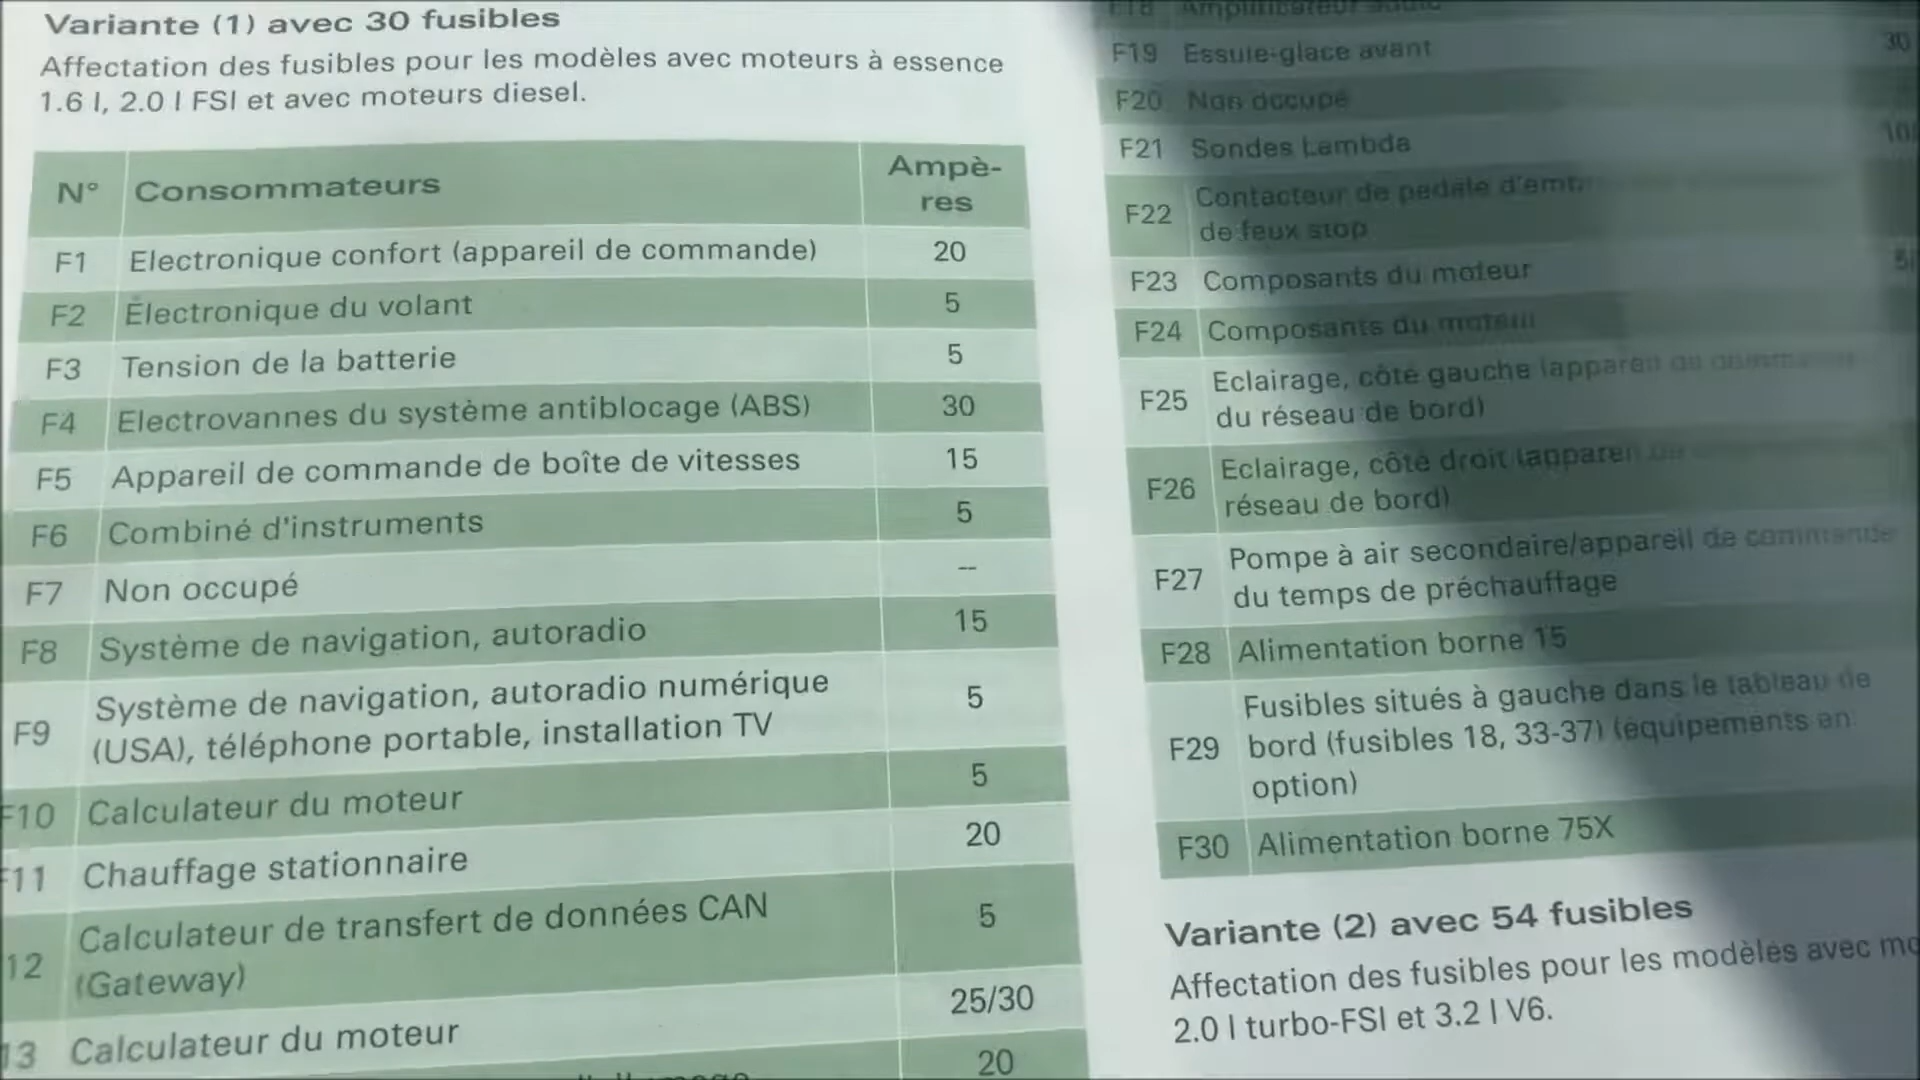 Variante (1) avec 30 fusibles
Affectation des fusibles pour les modèles avec moteurs à essence
1.6 l, 2.0 l FSI et avec moteurs diesel.
N° Consommateurs Ampè-
res
F1 Electronique confort (appareil de commande) 20
F2 Électronique du volant 5
F3 Tension de la batterie 5
F4 Electrovannes du système antiblocage (ABS) 30
F5 Appareil de commande de boîte de vitesses 15
F6 Combiné d'instruments 5
F7 Non occupé --
F8 Système de navigation, autoradio 15
F9 Système de navigation, autoradio numérique
(USA), téléphone portable, installation TV 5
F10 Calculateur du moteur 5
F11 Chauffage stationnaire 20
12 Calculateur de transfert de données CAN
(Gateway) 5
13 Calculateur du moteur 25/30
20
F18 Amplificateur audio
F19 Essuie-glace avant 30
F20 Non occupé
F21 Sondes Lambda
F22 Contacteur de pédale
de feux stop
F23 Composants du moteur
F24 Composants du moteur
F25 Eclairage, côté gauche (appareil de commande
du réseau de bord)
F26 Eclairage, côté droit (appareil de
réseau de bord)
F27 Pompe à air secondaire/appareil de commande
du temps de préchauffage
F28 Alimentation borne 15
F29 Fusibles situés à gauche dans le tableau de
bord (fusibles 18, 33-37) (équipements en
option)
F30 Alimentation borne 75X
Variante (2) avec 54 fusibles
Affectation des fusibles pour les modèles avec mo
2.0 l turbo-FSI et 3.2 l V6.